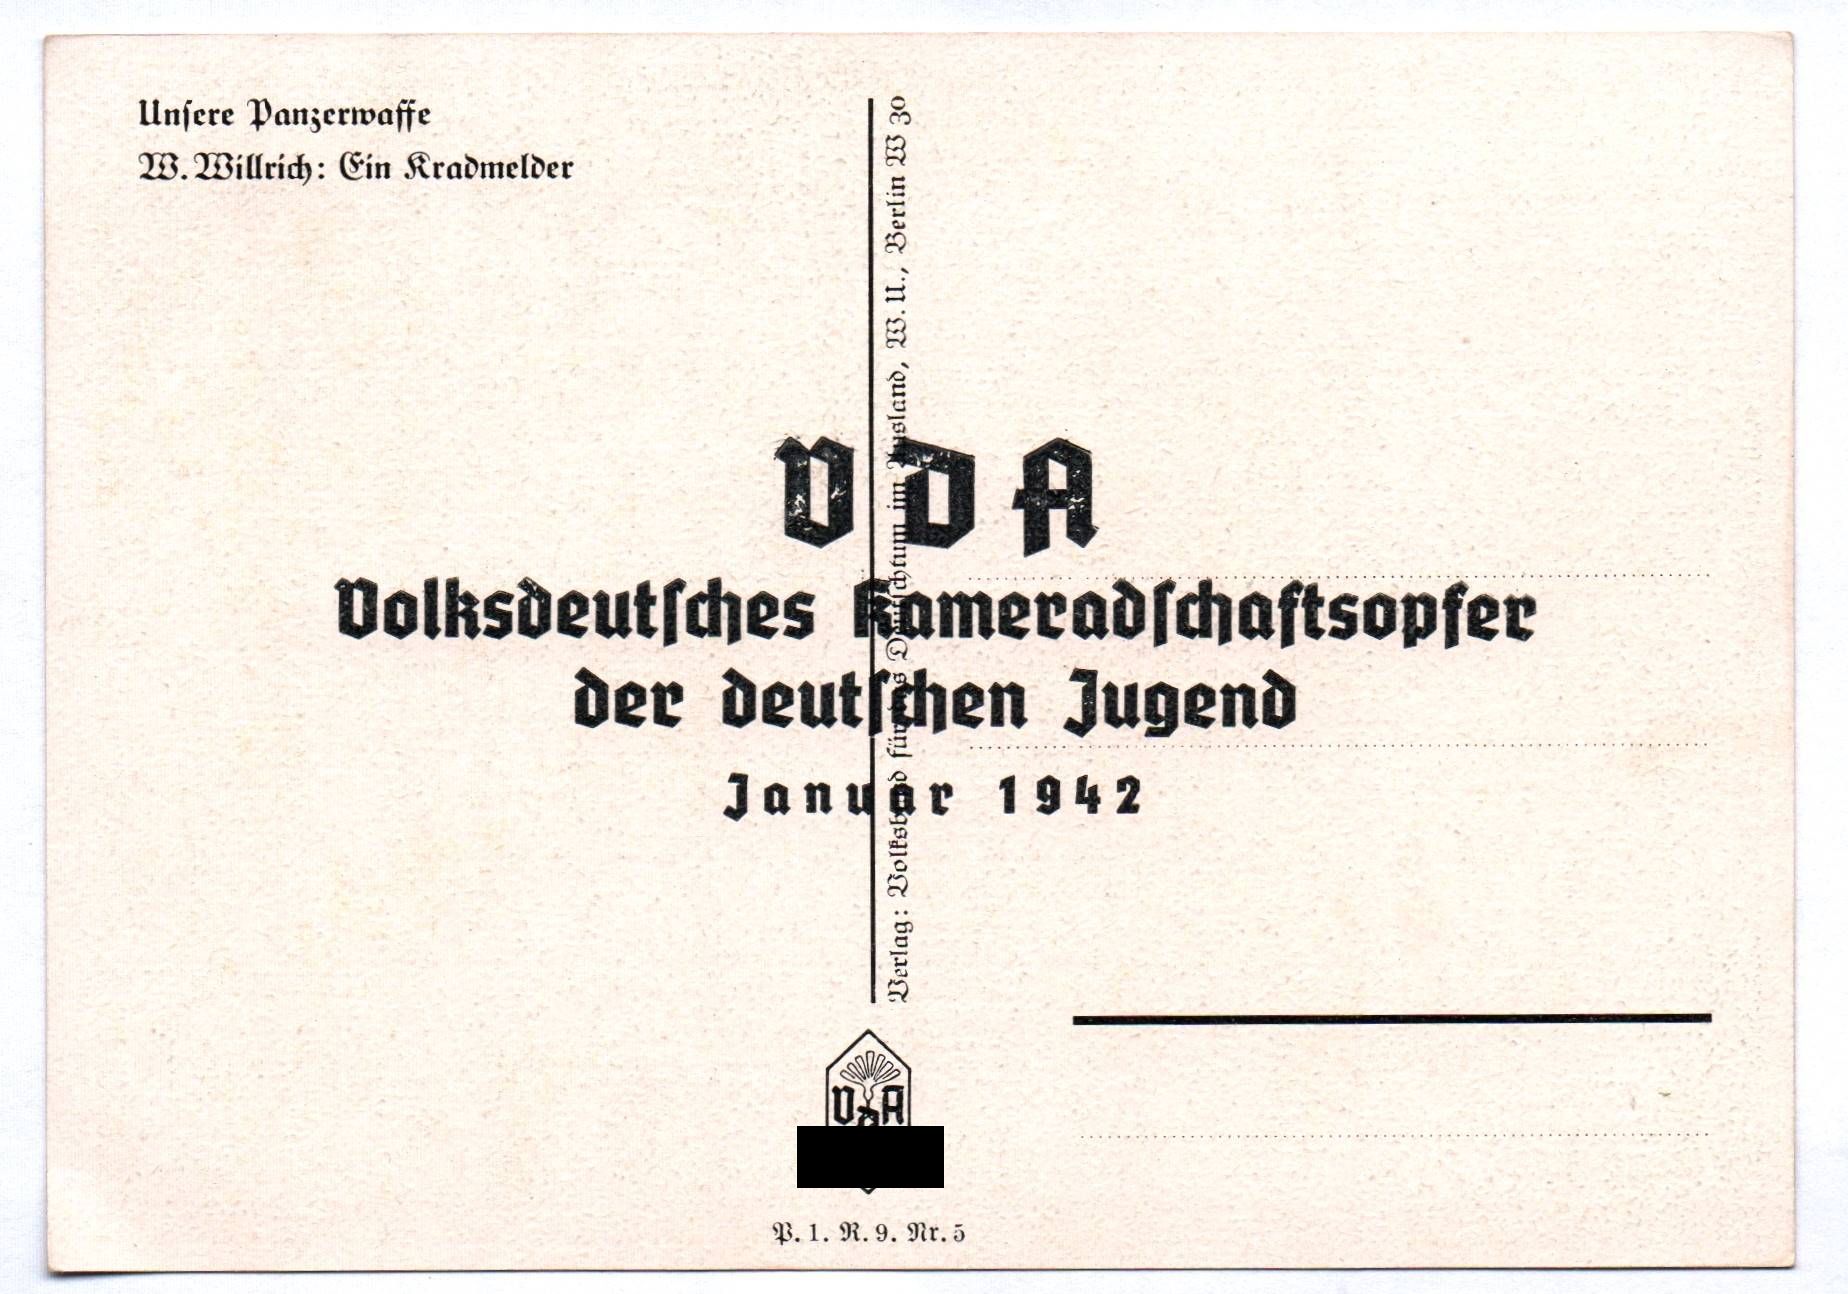 Unsere Panzerwaffe
W. Willrich: Ein Kradmelder
Verlag: Volksbund für das Deutschtum im Ausland, W. U., Berlin W 30
VDA
Volksdeutsches Kameradschaftsopfer
der deutschen Jugend
Januar 1942
VDA
P. 1. R. 9. Nr. 5